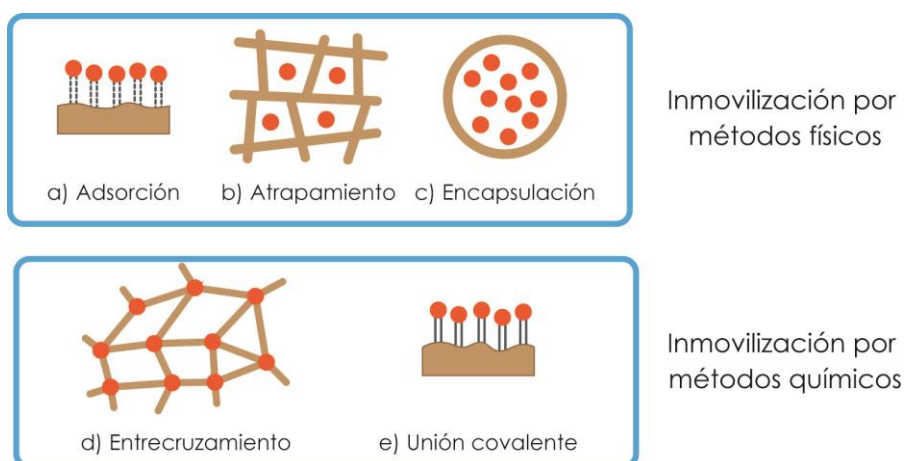 Inmovilización por
métodos físicos
a) Adsorción
b) Atrapamiento
c) Encapsulación
Inmovilización por
métodos químicos
d) Entrecruzamiento
e) Unión covalente